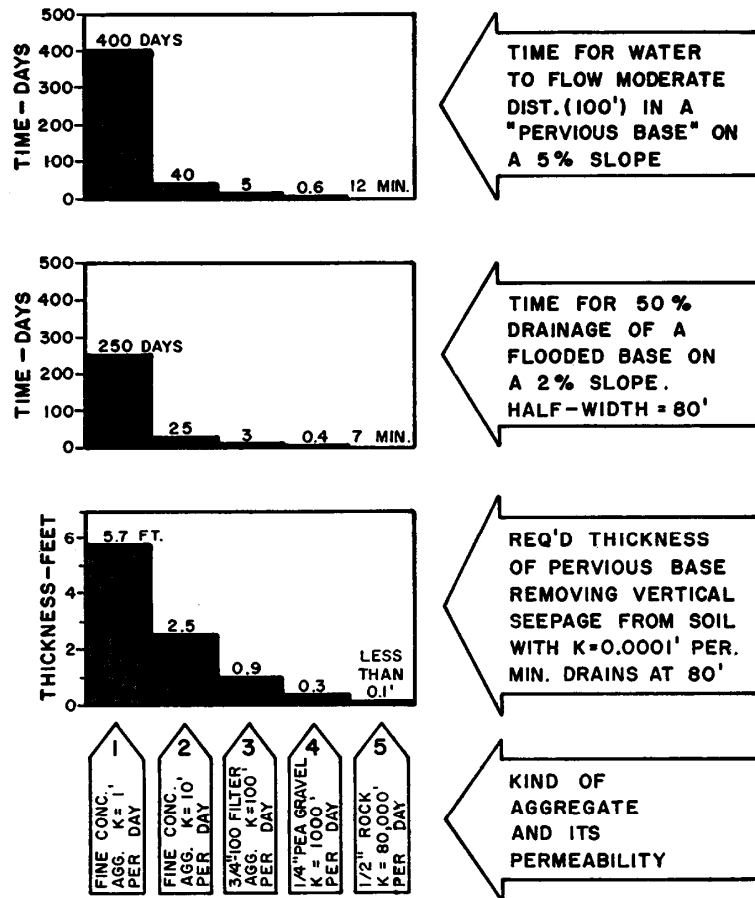 500
400
300
200
100
0
TIME-DAYS
400 DAYS
40
5
0.6
12 MIN.
TIME FOR WATER
TO FLOW MODERATE
DIST.(100') IN A
"PERVIOUS BASE" ON
A 5% SLOPE
500
400
300
200
100
0
TIME-DAYS
250 DAYS
25
3
0.4
7 MIN.
TIME FOR 50%
DRAINAGE OF A
FLOODED BASE ON
A 2% SLOPE.
HALF-WIDTH = 80'
6
4
2
0
THICKNESS-FEET
5.7 FT.
2.5
0.9
0.3
LESS
THAN
0.1'
REQ'D THICKNESS
OF PERVIOUS BASE
REMOVING VERTICAL
SEEPAGE FROM SOIL
WITH K=0.0001' PER.
MIN. DRAINS AT 80'
1
FINE CONC.
AGG. K= 1'
PER DAY
2
FINE CONC.
AGG. K= 10'
PER DAY
3
3/4"100 FILTER
AGG. K=100'
PER DAY
4
1/4"PEA GRAVEL
K = 1000'
PER DAY
5
1/2" ROCK
K= 80,000'
PER DAY
KIND OF
AGGREGATE
AND ITS
PERMEABILITY